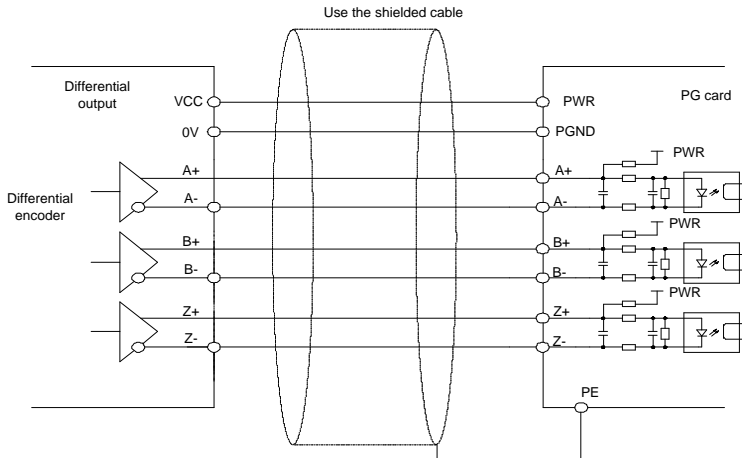 Use the shielded cable
Differential
output
PG card
VCC
PWR
0V
PGND
PWR
A+
A+
Differential
encoder
A-
A-
PWR
B+
B+
B-
B-
PWR
Z+
Z+
Z-
Z-
PE